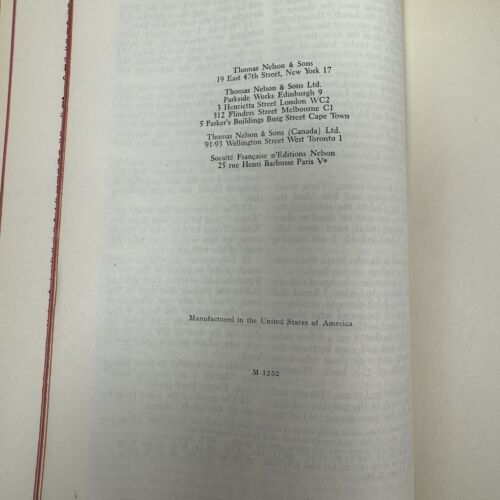 Thomas Nelson & Sons
19 East 47th Street, New York 17
Thomas Nelson & Sons Ltd.
Parkside Works Edinburgh 9
3 Henrietta Street London WC2
312 Flinders Street Melbourne C1
5 Parker's Buildings Burg Street Cape Town
Thomas Nelson & Sons (Canada) Ltd.
91-93 Wellington Street West Toronto 1
Société Française d'Editions Nelson
25 rue Henri Barbusse Paris Ve
Manufactured in the United States of America
M-1252